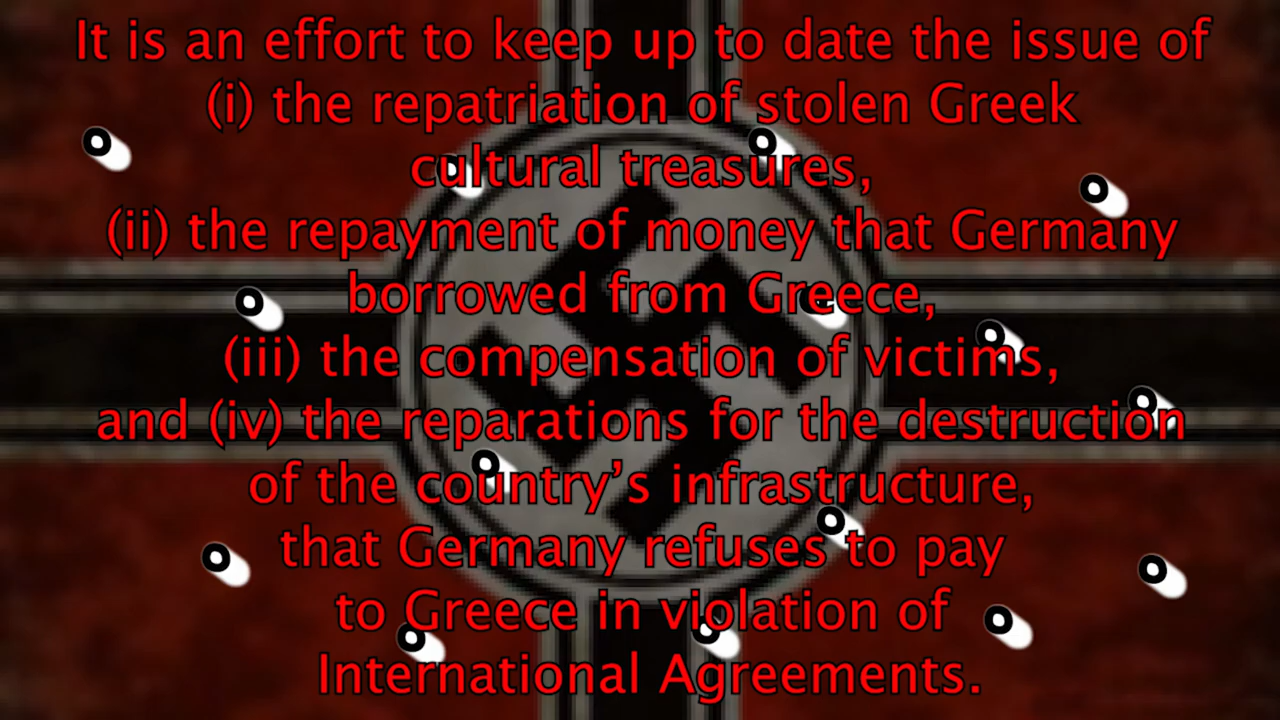 It is an effort to keep up to date the issue of
(i) the repatriation of stolen Greek
cultural treasures,
(ii) the repayment of money that Germany
borrowed from Greece,
(iii) the compensation of victims,
and (iv) the reparations for the destruction
of the country’s infrastructure,
that Germany refuses to pay
to Greece in violation of
International Agreements.